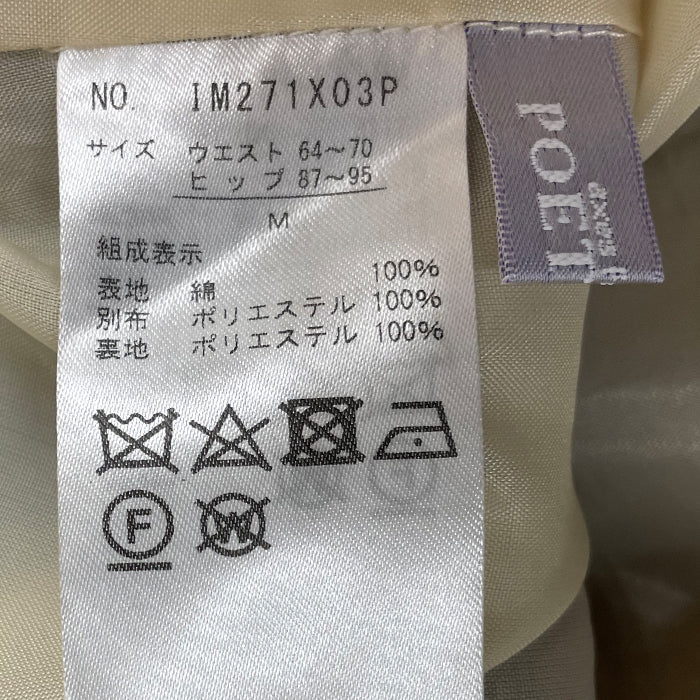 NO. IM271X03P
サイズ ウエスト 64~70
ヒップ 87~95
M
組成表示
表地 綿 100%
別布 ポリエステル 100%
裏地 ポリエステル 100%
F
W